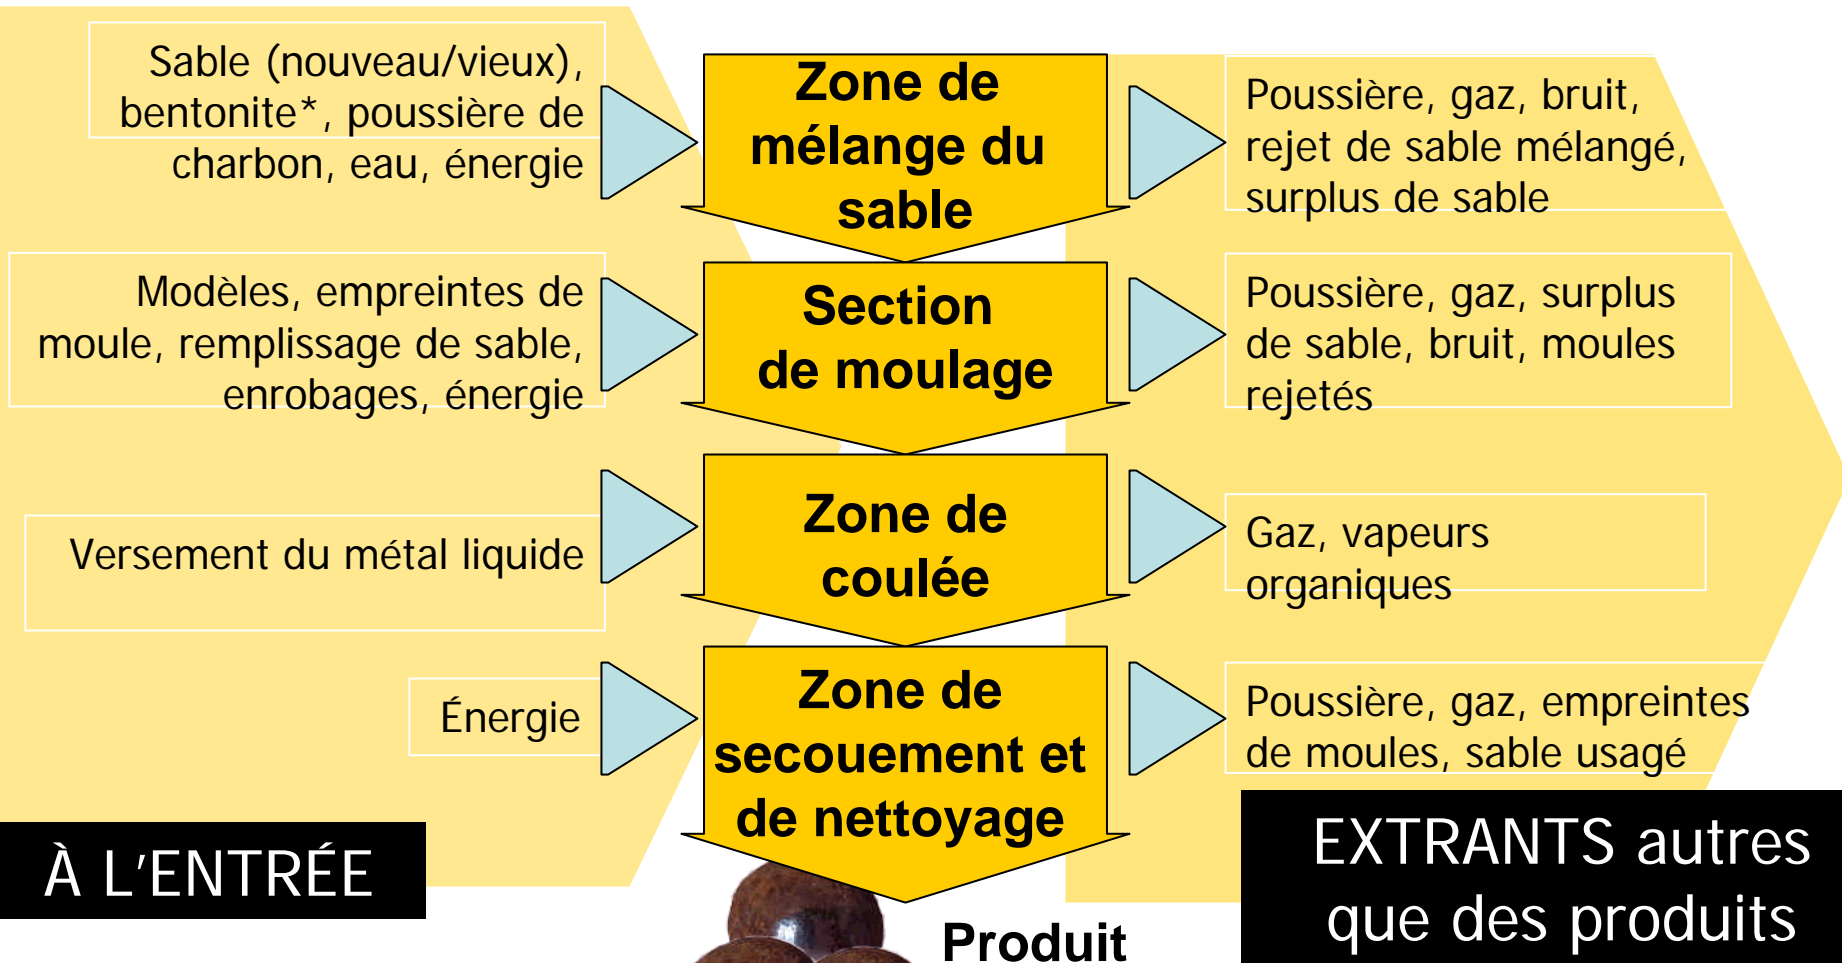 Sable (nouveau/vieux),
bentonite*, poussière de
charbon, eau, énergie
Zone de
mélange du
sable
Poussière, gaz, bruit,
rejet de sable mélangé,
surplus de sable
Modèles, empreintes de
moule, remplissage de sable,
enrobages, énergie
Section
de moulage
Poussière, gaz, surplus
de sable, bruit, moules
rejetés
Versement du métal liquide
Zone de
coulée
Gaz, vapeurs
organiques
Énergie
Zone de
secouement et
de nettoyage
Poussière, gaz, empreintes
de moules, sable usagé
À L'ENTRÉE
EXTRANTS autres
que des produits
Produit